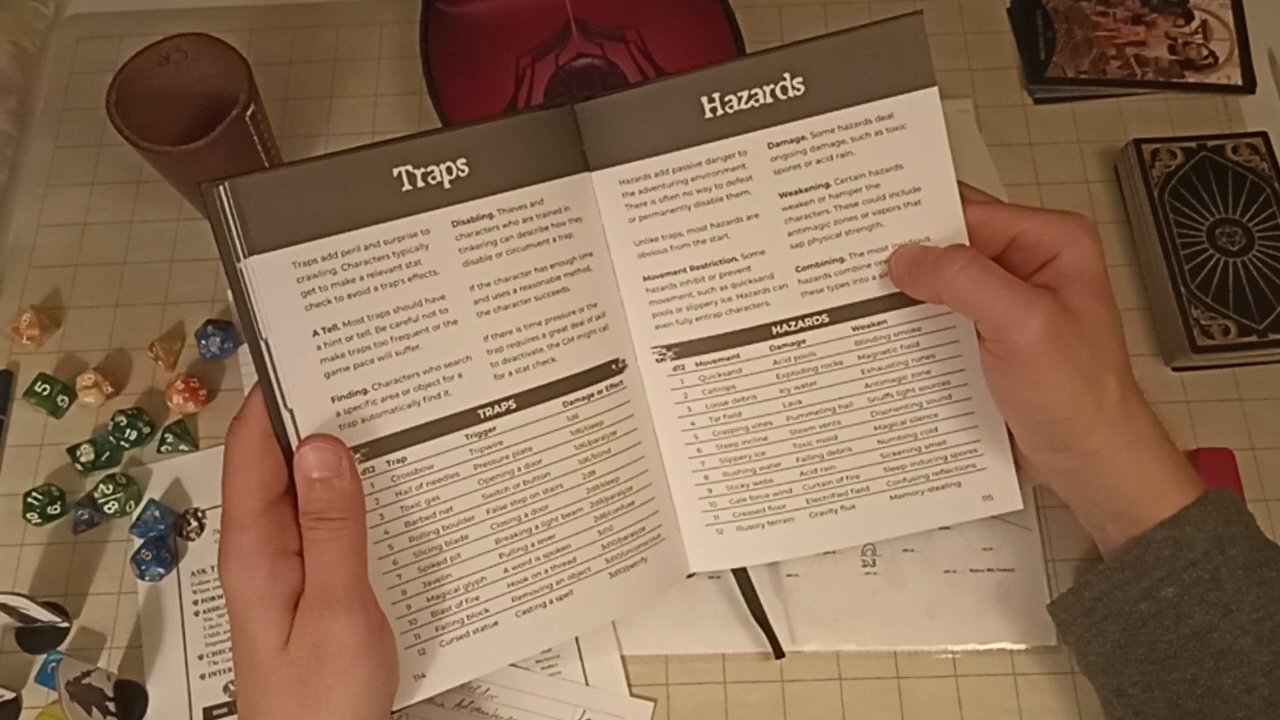 Traps
Traps add peril and surprise to
crawling. Characters typically
get to make a relevant stat
check to avoid a trap's effects.
A Tell. Most traps should have
a hint or tell. Be careful not to
make traps too frequent or the
game pace will suffer.
Finding. Characters who search
a specific area or object for a
trap automatically find it.
Disabling. Thieves and
characters who are trained in
tinkering can describe how they
disable or circumvent a trap.
If the character has enough time
and uses a reasonable method,
the character succeeds.
If there is time pressure or the
trap requires a great deal of skill
to deactivate, the GM might call
for a stat check.
TRAPS
d12 Trap Trigger Damage or Effect
1 Crossbow Tripwire 1d6
2 Hail of needles Pressure plate 1d6/sleep
3 Toxic gas Opening a door 1d6/paralyze
4 Barbed net Switch or button 1d6/blind
5 Rolling boulder False step on stairs 2d8
6 Slicing blade Closing a door 2d8/sleep
7 Spiked pit Breaking a light beam 2d8/paralyze
8 Javelin Pulling a lever 2d8/confuse
9 Magical glyph A word is spoken 3d10
10 Blast of fire Hook on a thread 3d10/paralyze
11 Falling block Removing an object 3d10/unconscious
12 Cursed statue Casting a spell 3d10/petrify
114
Hazards
Hazards add passive danger to
the adventuring environment.
There is often no way to defeat
or permanently disable them.
Unlike traps, most hazards are
obvious from the start.
Movement Restriction. Some
hazards inhibit or prevent
movement, such as quicksand
pools or slippery ice. Hazards can
even fully entrap characters.
Damage. Some hazards deal
ongoing damage, such as toxic
spores or acid rain.
Weakening. Certain hazards
weaken or hamper the
characters. These could include
antimagic zones or vapors that
sap physical strength.
Combining. The most insidious
hazards combine
these types into a
HAZARDS
d12 Movement Damage Weaken
1 Quicksand Acid pools Blinding smoke
2 Caltrops Exploding rocks Magnetic field
3 Loose debris Icy water Exhausting runes
4 Tar field Lava Antimagic zone
5 Grasping vines Pummeling hail Snuffs light sources
6 Steep incline Steam vents Disorienting sound
7 Slippery ice Toxic mold Magical silence
8 Rushing water Falling debris Numbing cold
9 Sticky webs Acid rain Sickening smell
10 Gale force wind Curtain of fire Sleep-inducing spores
11 Greased floor Electrified field Confusing reflections
12 Illusory terrain Gravity flux Memory-stealing
115
CR
D3